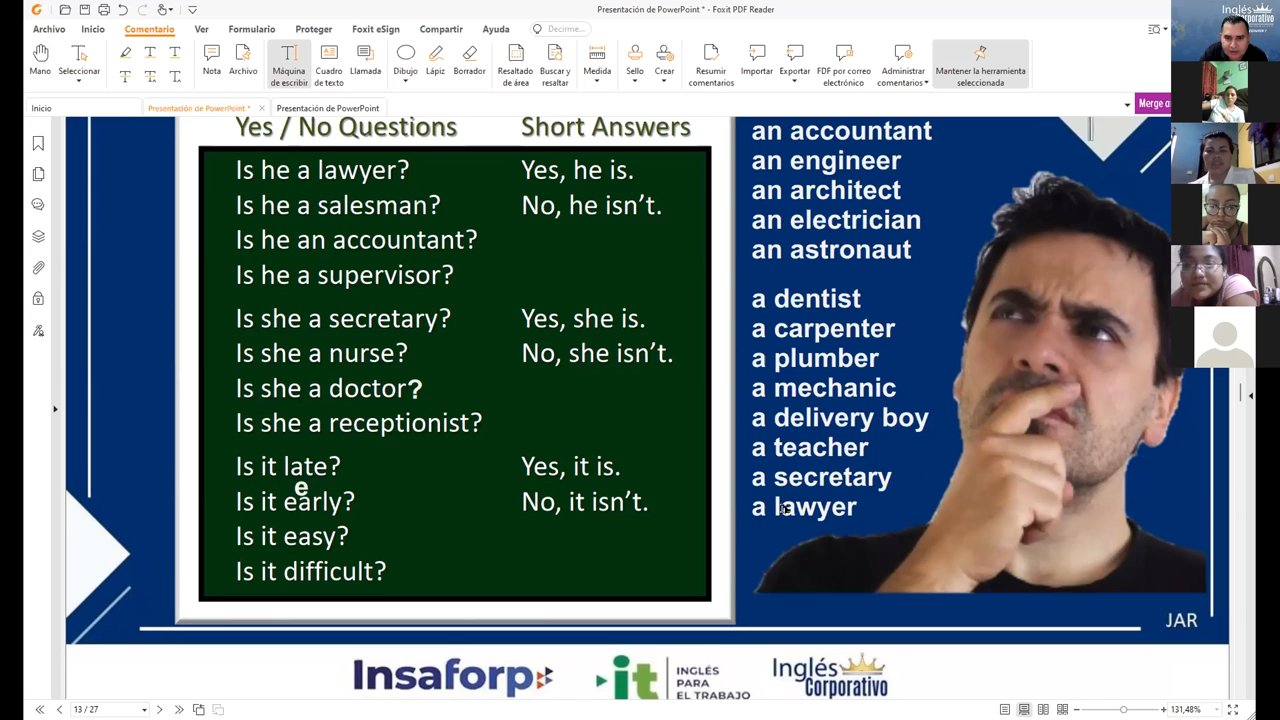 Presentación de PowerPoint * - Foxit PDF Reader
Archivo Inicio Comentario Ver Formulario Proteger Foxit eSign Compartir Ayuda Decirme...
Mano Seleccionar Nota Archivo Máquina de escribir Cuadro de texto Llamada Dibujo Lápiz Borrador Resaltado de área Buscar y resaltar Medida Sello Crear Resumir comentarios Importar Exportar FDF por correo electrónico Administrar comentarios Mantener la herramienta seleccionada
Inicio Presentación de PowerPoint * Presentación de PowerPoint
Merge
Inglés
Corporativo
Yes / No Questions Short Answers
Is he a lawyer? Yes, he is.
Is he a salesman? No, he isn't.
Is he an accountant?
Is he a supervisor?
Is she a secretary? Yes, she is.
Is she a nurse? No, she isn't.
Is she a doctor?
Is she a receptionist?
Is it late? Yes, it is.
e
Is it early? No, it isn't.
Is it easy?
Is it difficult?
an accountant
an engineer
an architect
an electrician
an astronaut
a dentist
a carpenter
a plumber
a mechanic
a delivery boy
a teacher
a secretary
a lawyer
JAR
Insaforp
it INGLÉS PARA EL TRABAJO
Inglés Corporativo
13 / 27
131,48%